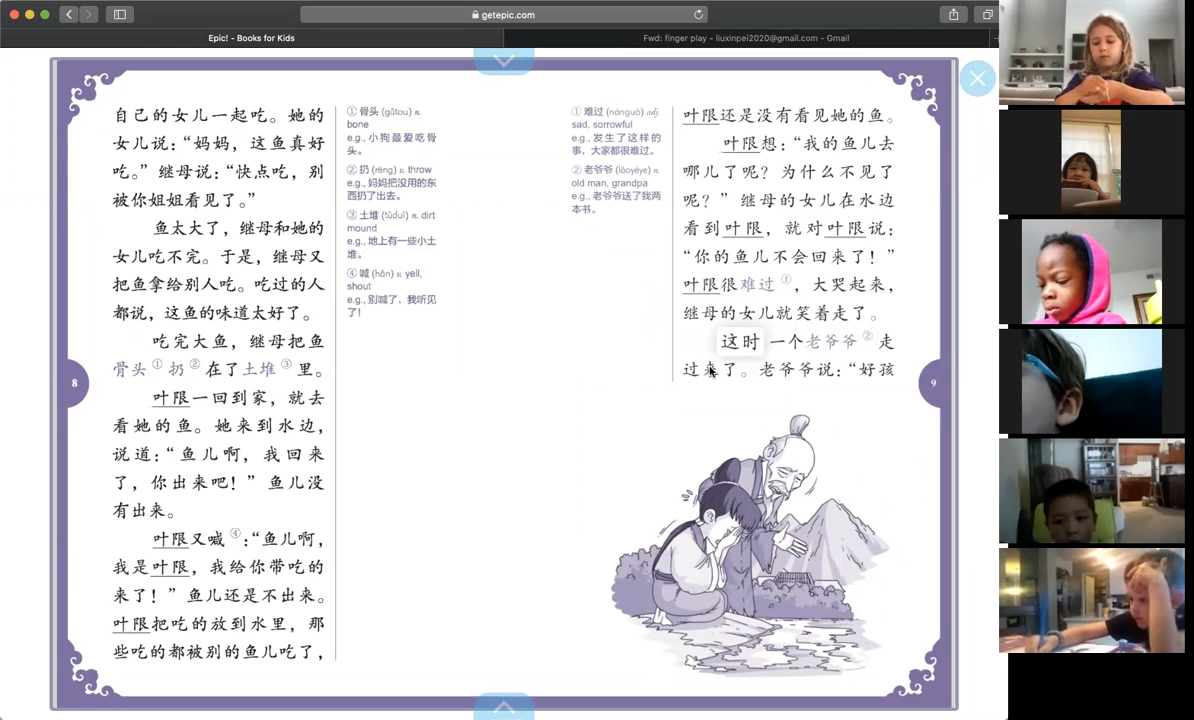 getepic.com
Epic! - Books for Kids
Fwd: finger play - liuxinpei2020@gmail.com - Gmail
自己的女儿一起吃。她的
女儿说：“妈妈，这鱼真好
吃。”继母说：“快点吃，别
被你姐姐看见了。”
鱼太大了，继母和她的
女儿吃不完。于是，继母又
把鱼拿给别人吃。吃过的人
都说，这鱼的味道太好了。
吃完大鱼，继母把鱼
骨头①扔②在了土堆③里。
叶限一回到家，就去
看她的鱼。她来到水边，
说道：“鱼儿啊，我回来
了，你出来吧！”鱼儿没
有出来。
叶限又喊④：“鱼儿啊，
我是叶限，我给你带吃的
来了！”鱼儿还是不出来。
叶限把吃的放到水里，那
些吃的都被别的鱼儿吃了，
8
①骨头 (gǔtou) n.
bone
e.g., 小狗最爱吃骨
头。
②扔 (rēng) v. throw
e.g., 妈妈把没用的东
西扔了出去。
③土堆 (tǔduī) n. dirt
mound
e.g., 地上有一些小土
堆。
④喊 (hǎn) v. yell,
shout
e.g., 别喊了，我听见
了！
①难过 (nánguò) adj.
sad, sorrowful
e.g., 发生了这样的
事，大家都很难过。
②老爷爷 (lǎoyéye) n.
old man, grandpa
e.g., 老爷爷送了我两
本书。
叶限还是没有看见她的鱼。
叶限想：“我的鱼儿去
哪儿了呢？为什么不见了
呢？”继母的女儿在水边
看到叶限，就对叶限说：
“你的鱼儿不会回来了！”
叶限很难过①，大哭起来，
继母的女儿就笑着走了。
这时一个老爷爷②走
过来了。老爷爷说：“好孩
9